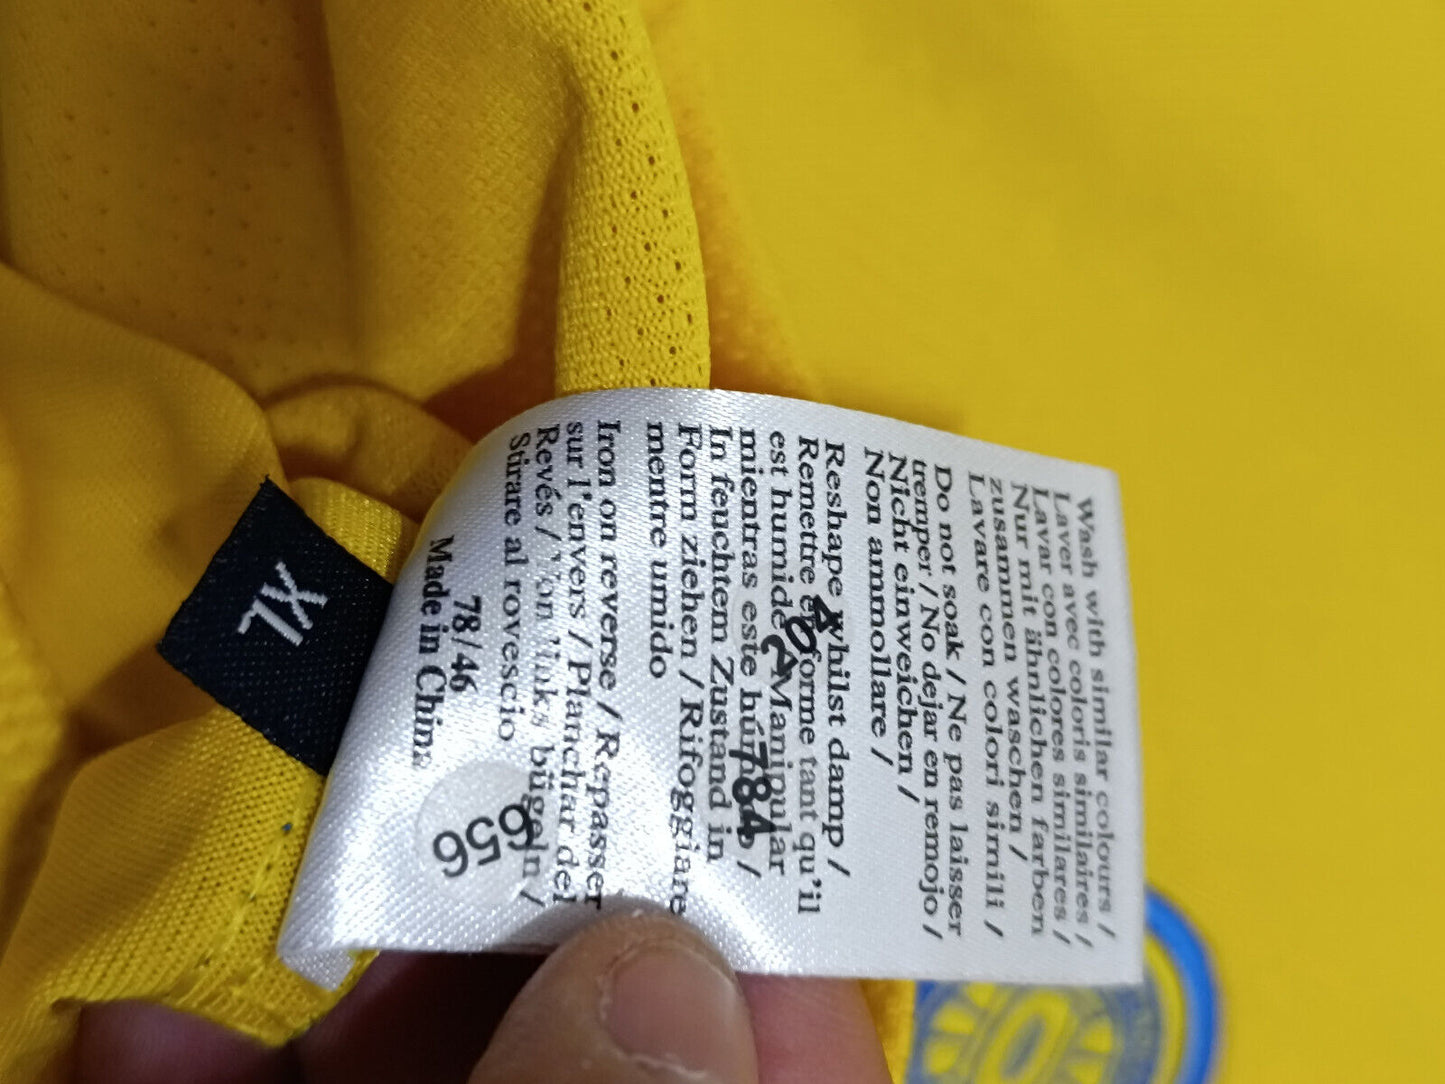 Wash with similar colours /
Laver avec coloris similaires /
Lavar con colores similares /
Nur mit ähnlichen farben
zusammen waschen /
Lavare con colori simili /
Do not soak / Ne pas laisser
tremper / No dejar en remojo /
Nicht einweichen /
Non ammollare /
Reshape whilst damp /
Remettre en forme tant qu'il
est humide / Manipular
mientras este húmedo /
In feuchtem Zustand in
Form ziehen / Rifoggiare
mentre umido
Iron on reverse / Repasser
sur l'envers / Planchar del
Revés / Von links bügeln /
Stirare al rovescio
78/46
Made in China
656
784
XL